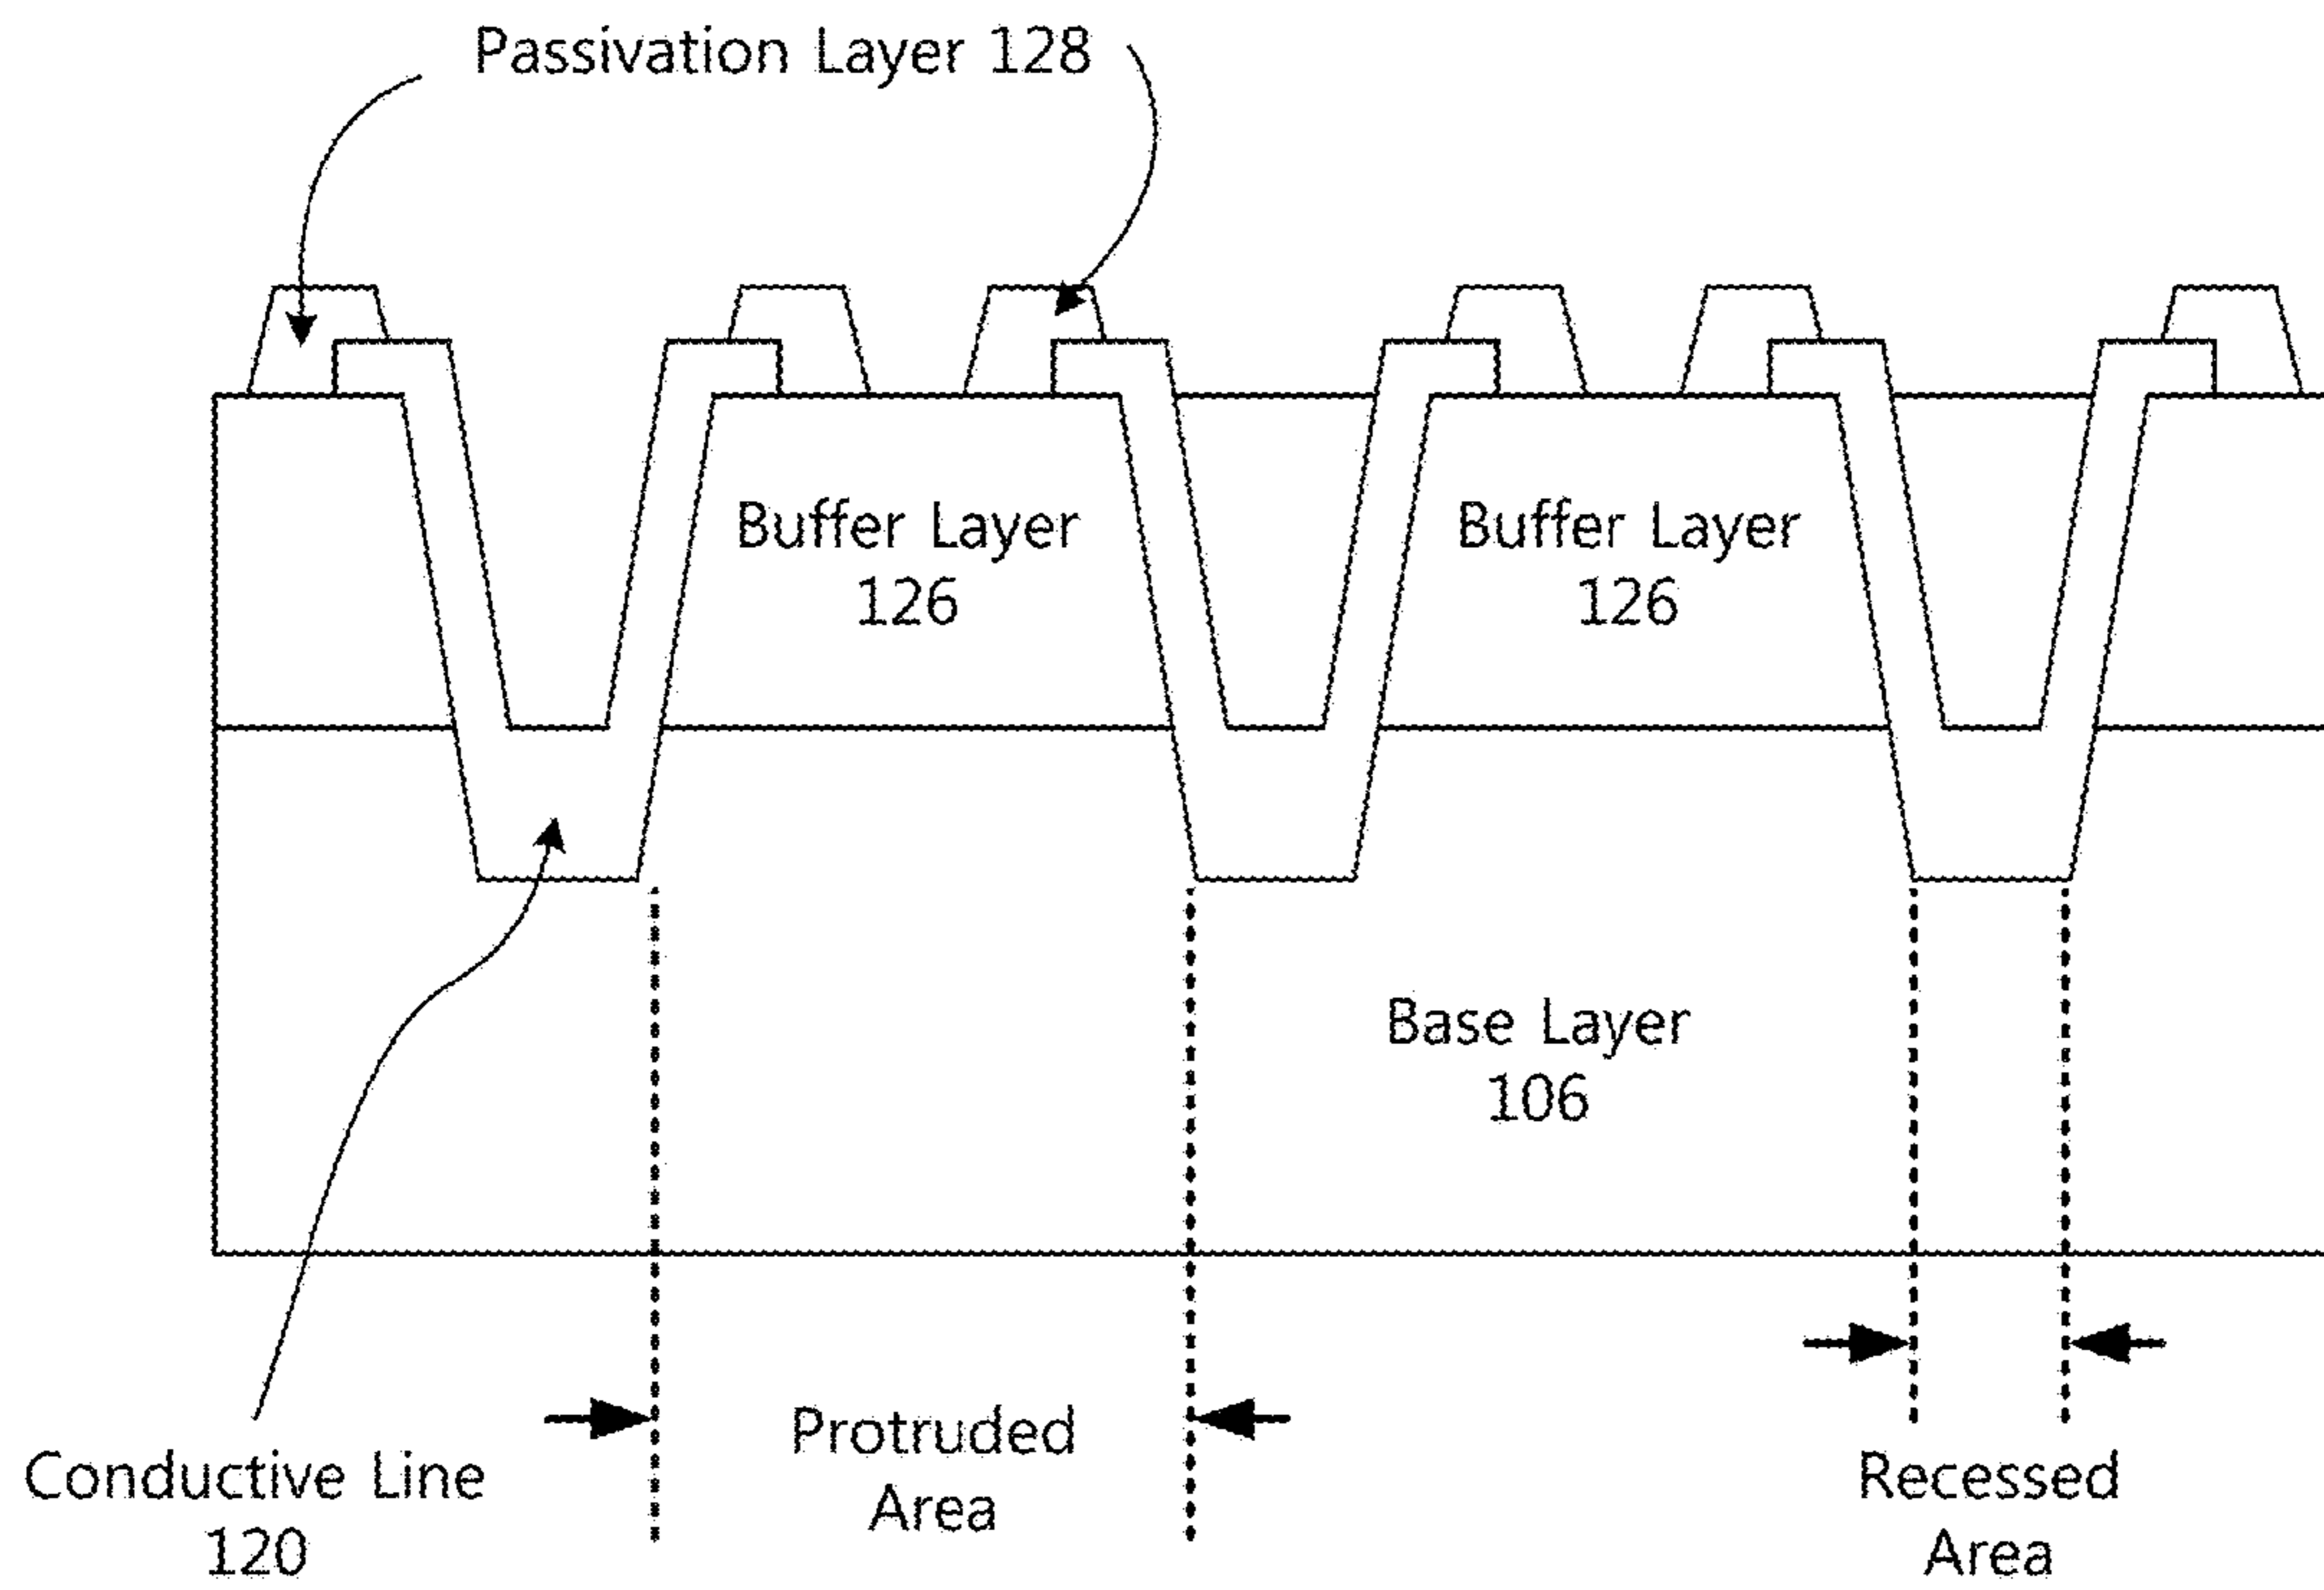 Passivation Layer 128
Buffer Layer
126
Buffer Layer
126
Base Layer
106
Protruded
Area
Conductive Line
120
Recessed
Area